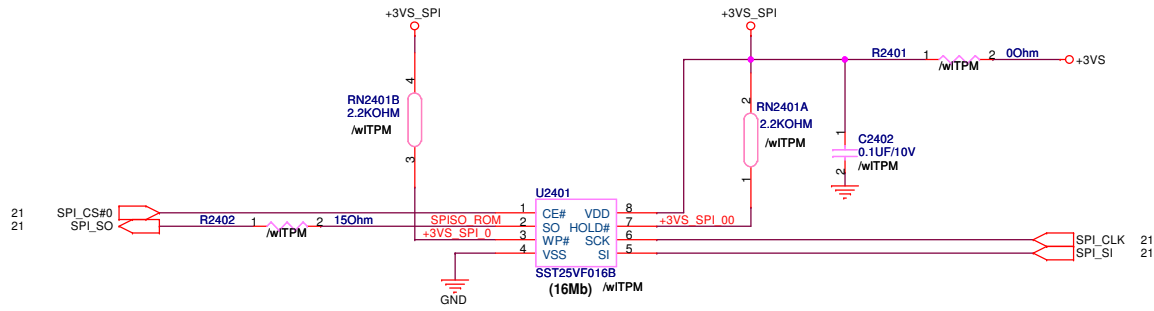 +3VS_SPI
+3VS_SPI
R2401
1
2
0Ohm
/wITPM
+3VS
4
RN2401B
2.2KOHM
/wITPM
3
2
RN2401A
2.2KOHM
/wITPM
1
1
C2402
0.1UF/10V
/wITPM
2
U2401
21 SPI_CS#0
1 CE# VDD 8
21 SPI_SO
R2402 1 2 15Ohm
/wITPM
SPISO_ROM
2 SO HOLD# 7
+3VS_SPI_00
+3VS_SPI_0
3 WP# SCK 6
SPI_CLK 21
4 VSS SI 5
SPI_SI 21
SST25VF016B
(16Mb) /wITPM
GND